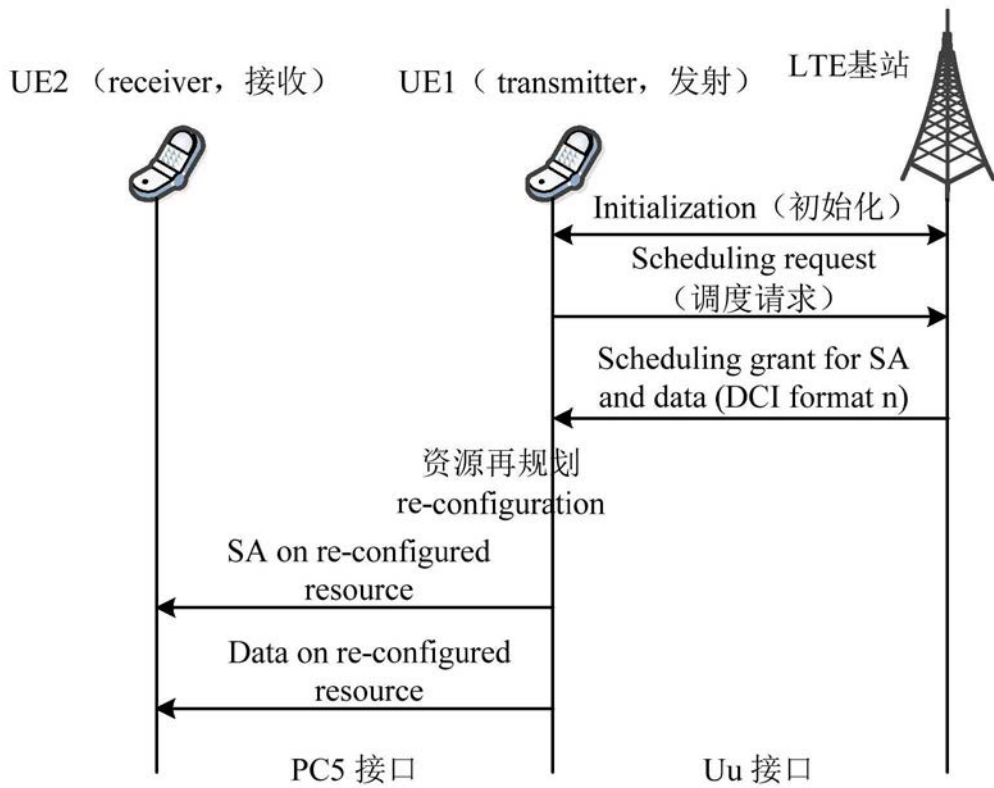 UE2 (receiver,接收)
UE1( transmitter,发射)
LTE基站
Initialization(初始化)
Scheduling request
(调度请求)
Scheduling grant for SA
and data (DCI format n)
资源再规划
re-configuration
SA on re-configured
resource
Data on re-configured
resource
PC5 接口
Uu 接口